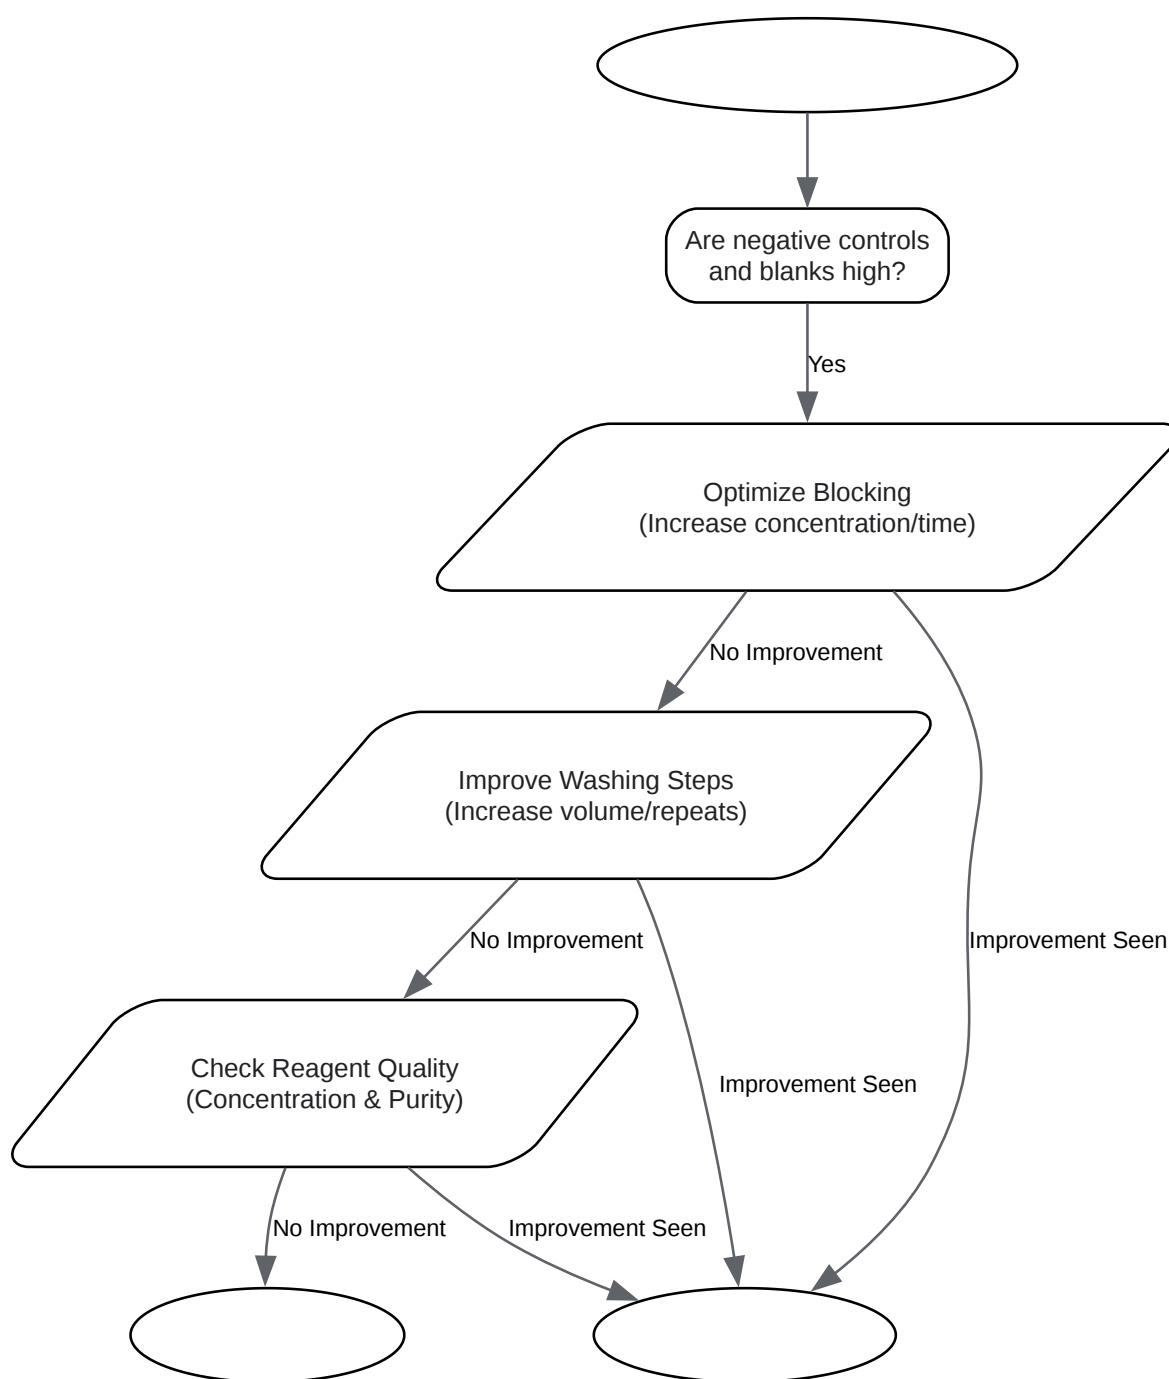 Are negative controls
and blanks high?
Yes
Optimize Blocking
(Increase concentration/time)
No Improvement
Improve Washing Steps
(Increase volume/repeats)
No Improvement
Improvement Seen
Check Reagent Quality
(Concentration & Purity)
Improvement Seen
No Improvement
Improvement Seen